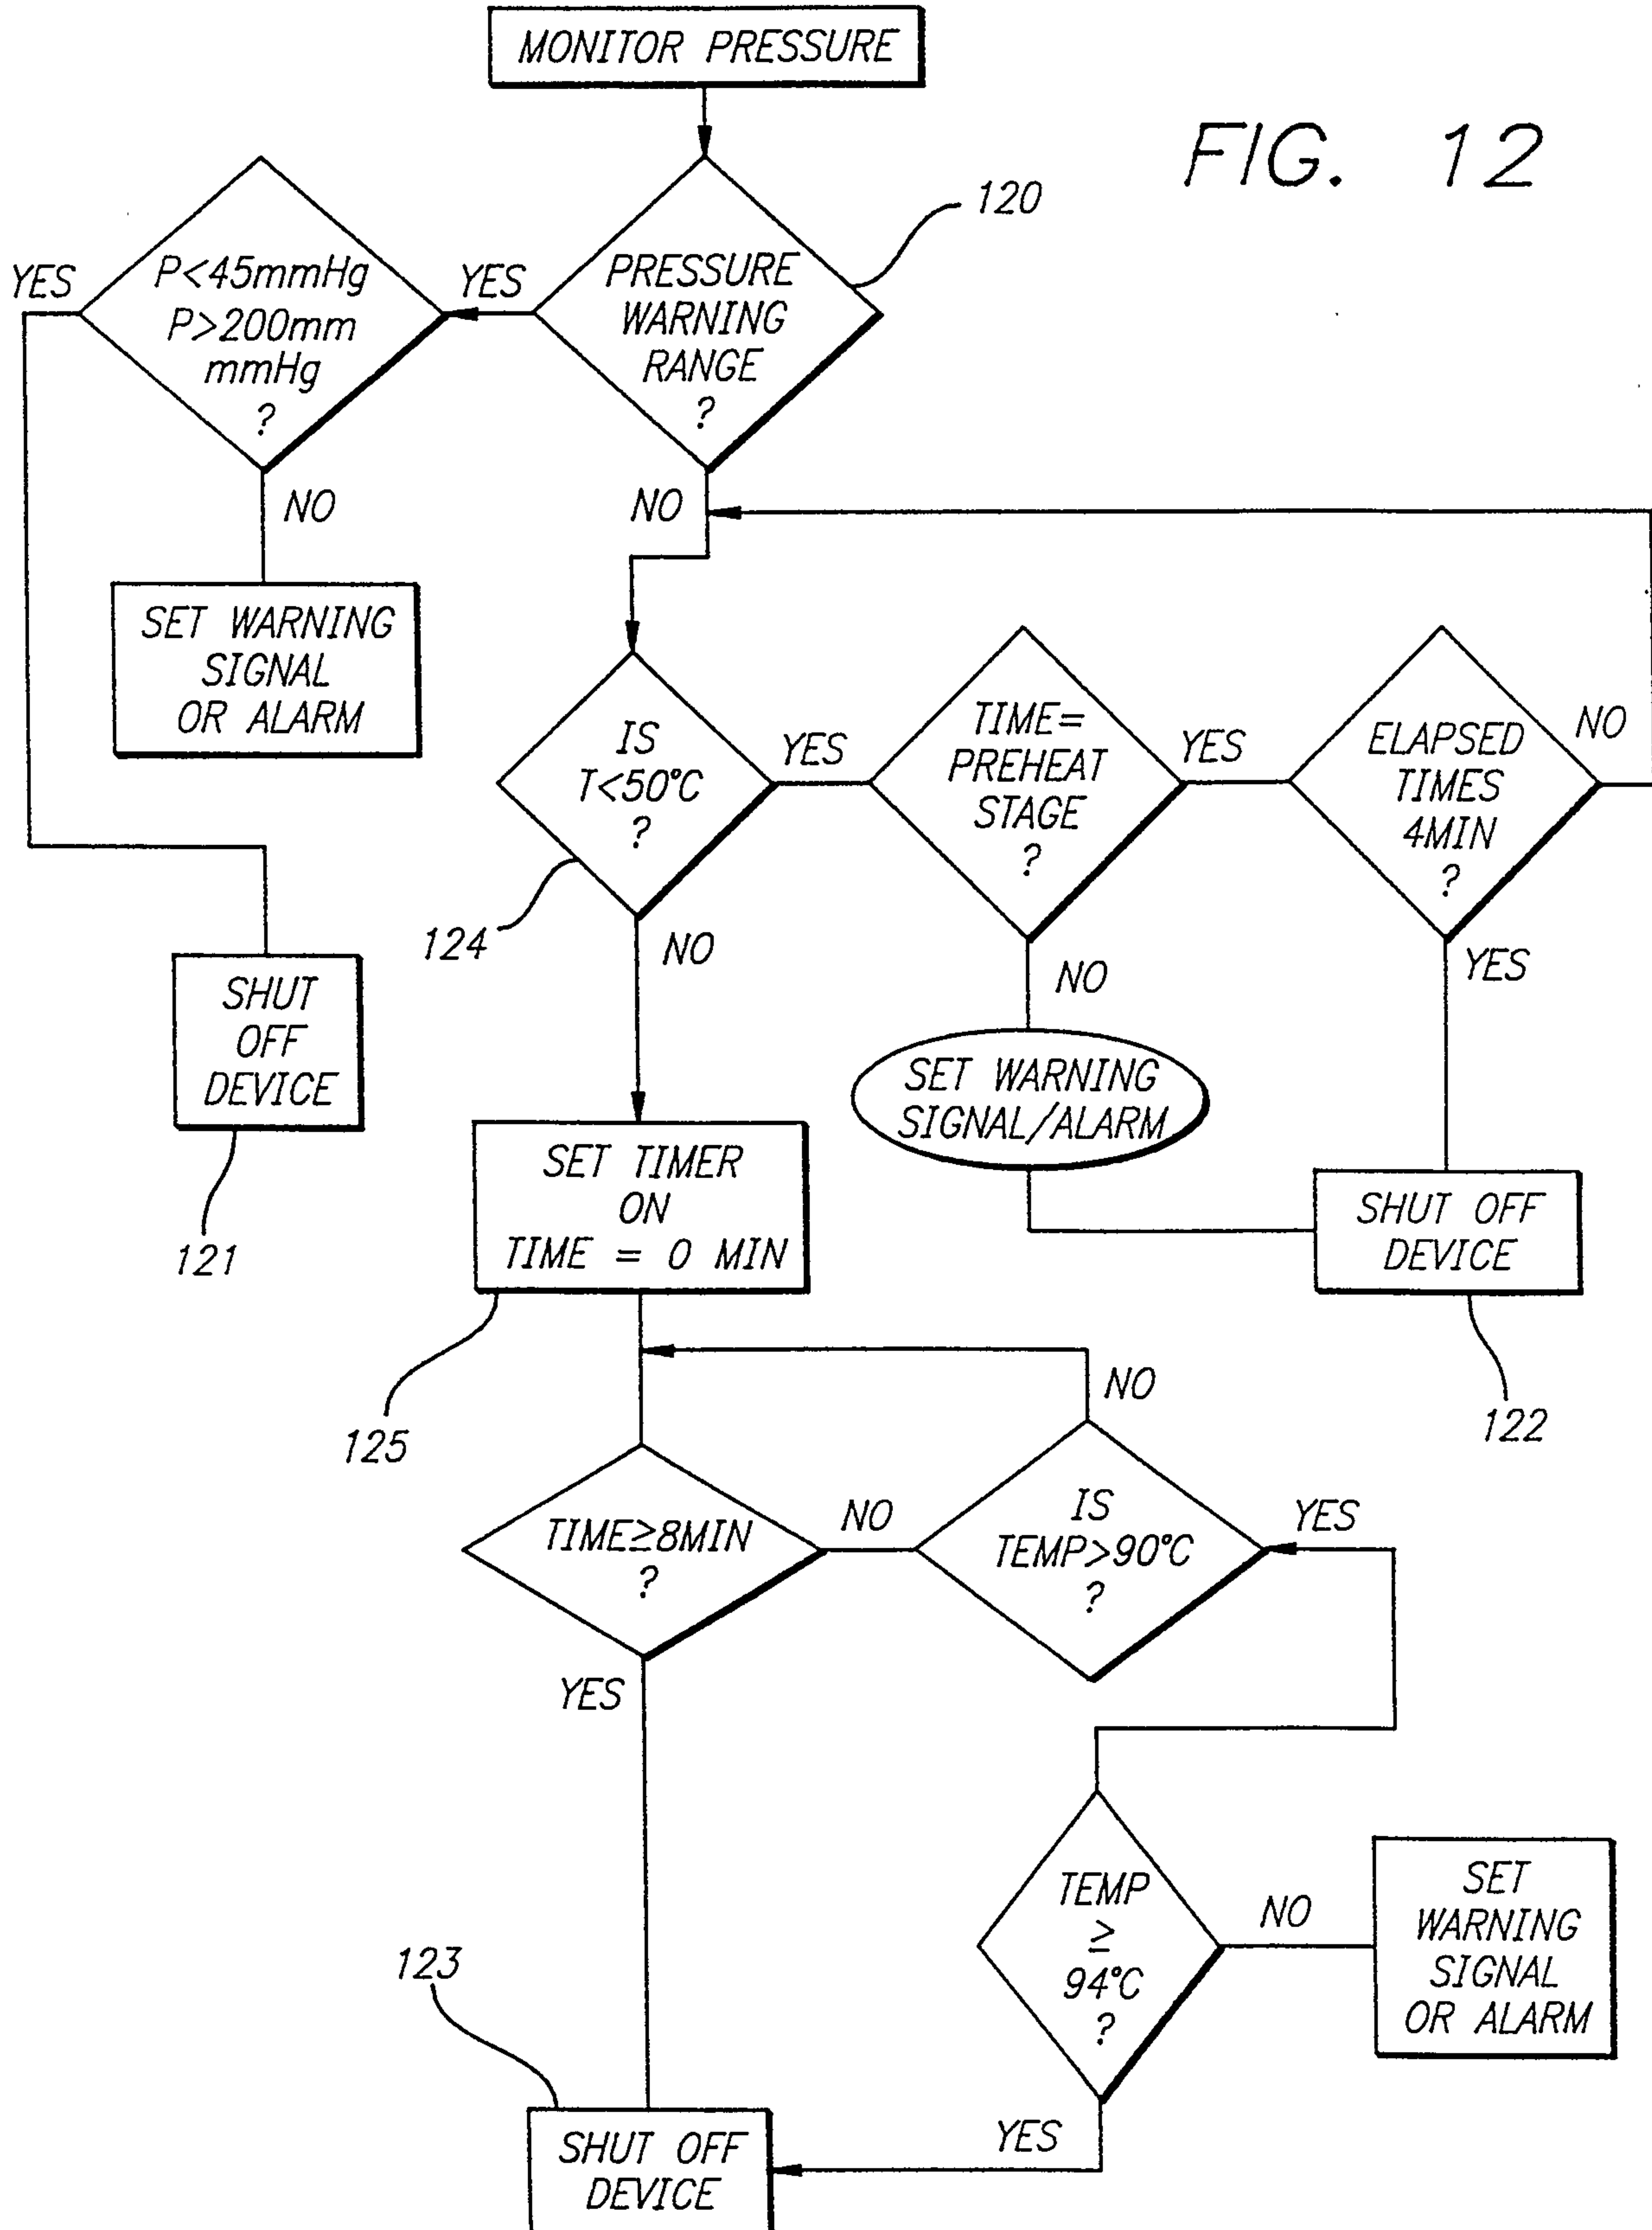 MONITOR PRESSURE
FIG. 12
120
PRESSURE
WARNING
RANGE
?
YES
P<45mmHg
P>200mm
mmHg
?
YES
NO
NO
SET WARNING
SIGNAL
OR ALARM
IS
T<50°C
?
YES
TIME=
PREHEAT
STAGE
?
YES
ELAPSED
TIMES
4MIN
?
NO
124
NO
NO
YES
SHUT
OFF
DEVICE
121
SET WARNING
SIGNAL/ALARM
SET TIMER
ON
TIME = 0 MIN
SHUT OFF
DEVICE
125
122
NO
TIME≥8MIN
?
NO
IS
TEMP>90°C
?
YES
YES
TEMP
≥
94°C
?
NO
SET
WARNING
SIGNAL
OR ALARM
123
YES
SHUT OFF
DEVICE